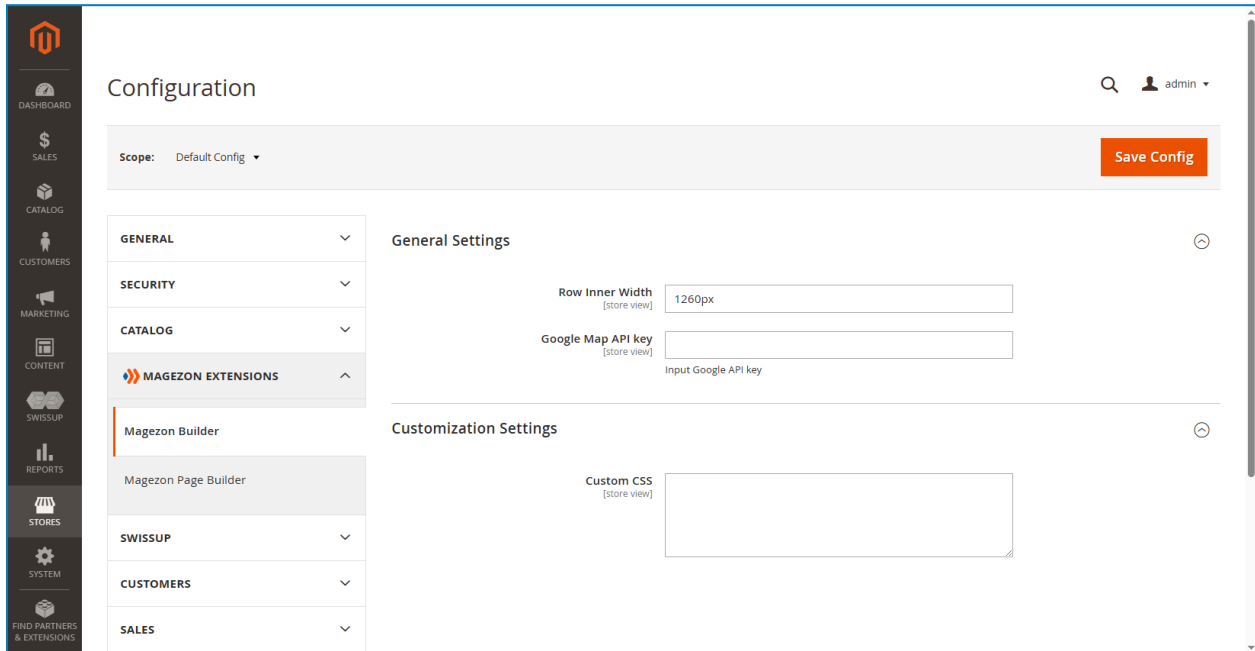 Configuration
admin
Scope: Default Config
Save Config
DASHBOARD
SALES
CATALOG
CUSTOMERS
MARKETING
CONTENT
SWISSUP
REPORTS
STORES
SYSTEM
FIND PARTNERS
& EXTENSIONS
GENERAL
SECURITY
CATALOG
MAGEZON EXTENSIONS
Magezon Builder
Magezon Page Builder
SWISSUP
CUSTOMERS
SALES
General Settings
Row Inner Width
[store view]
1260px
Google Map API key
[store view]
Input Google API key
Customization Settings
Custom CSS
[store view]